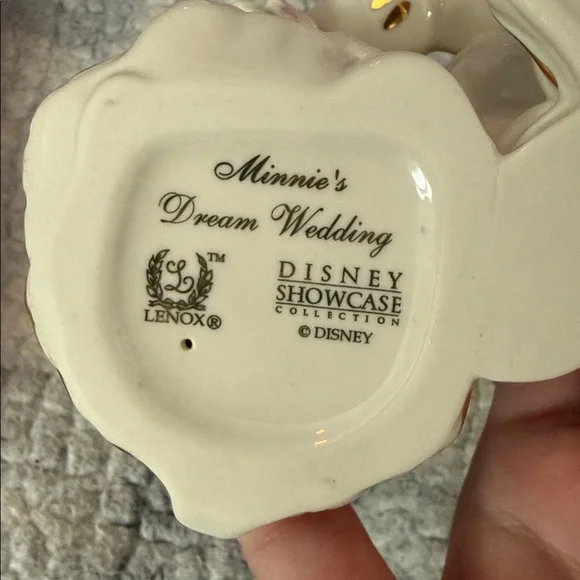 Minnie's
Dream Wedding
L TM
LENOX®
DISNEY
SHOWCASE
COLLECTION
© DISNEY